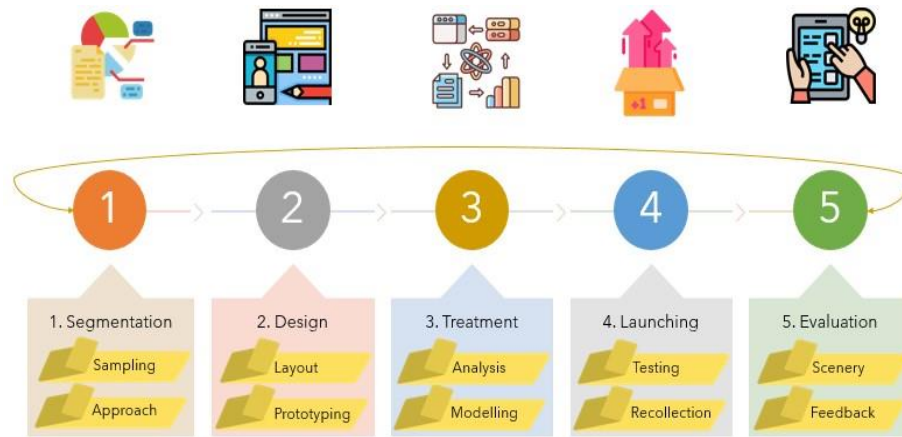 +1
1
2
3
4
5
1. Segmentation
Sampling
Approach
2. Design
Layout
Prototyping
3. Treatment
Analysis
Modelling
4. Launching
Testing
Recollection
5. Evaluation
Scenery
Feedback